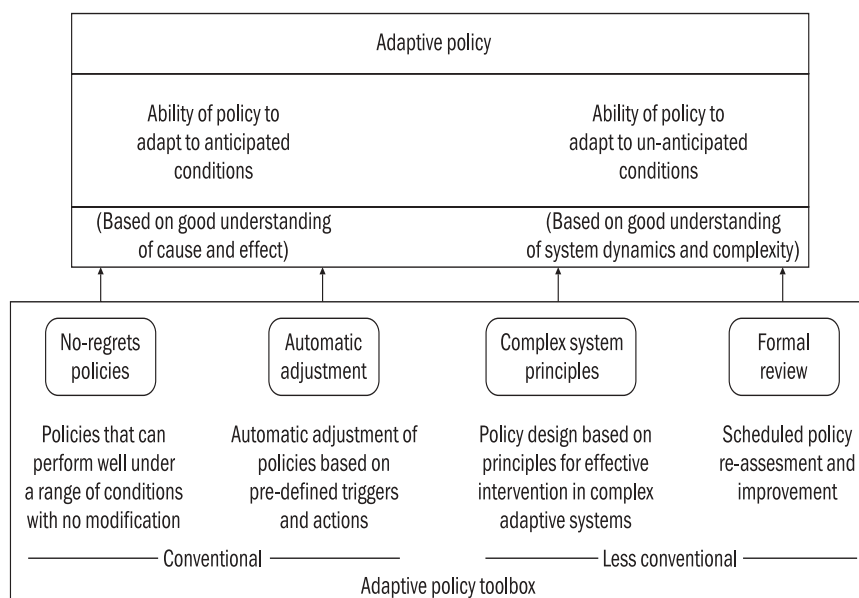 Adaptive policy
Ability of policy to
adapt to anticipated
conditions
Ability of policy to
adapt to un-anticipated
conditions
(Based on good understanding
of cause and effect)
(Based on good understanding
of system dynamics and complexity)
No-regrets
policies
Automatic
adjustment
Complex system
principles
Formal
review
Policies that can
perform well under
a range of conditions
with no modification
Automatic adjustment of
policies based on
pre-defined triggers
and actions
Policy design based on
principles for effective
intervention in complex
adaptive systems
Scheduled policy
re-assesment and
improvement
Conventional
Less conventional
Adaptive policy toolbox